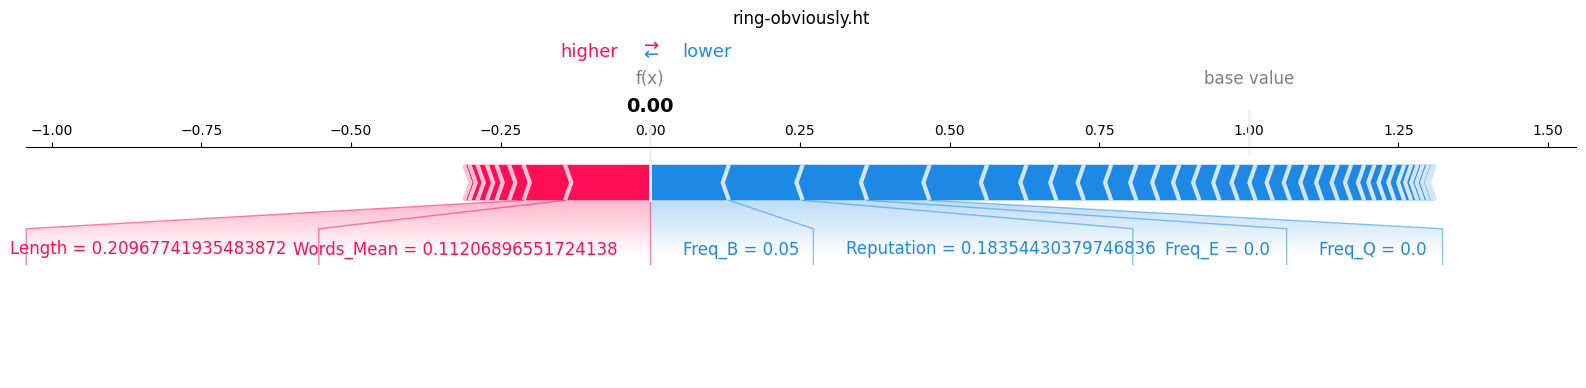 ring-obviously.ht
higher ⇄ lower
f(x) base value
0.00
−1.00 −0.75 −0.50 −0.25 0.00 0.25 0.50 0.75 1.00 1.25 1.50
Length = 0.20967741935483872 Words_Mean = 0.11206896551724138 Freq_B = 0.05 Reputation = 0.18354430379746836 Freq_E = 0.0 Freq_Q = 0.0